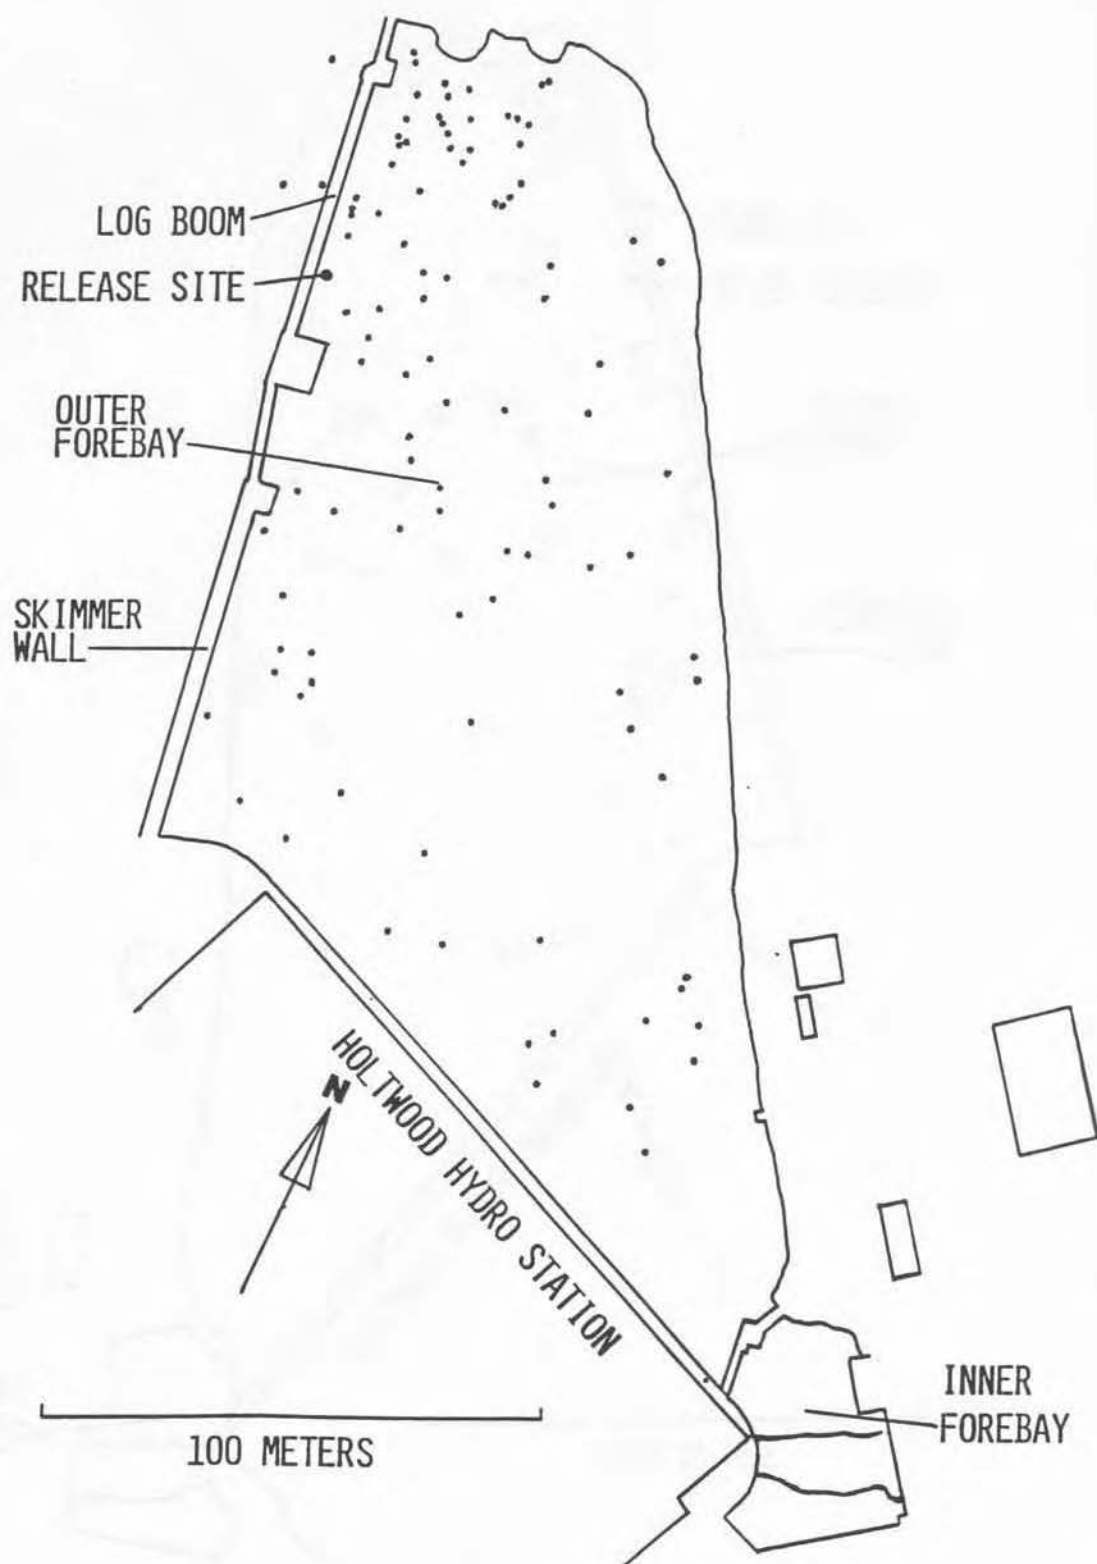 LOG BOOM
RELEASE SITE
OUTER
FOREBAY
SKIMMER
WALL
HOLTWOOD HYDRO STATION
N
100 METERS
INNER
FOREBAY